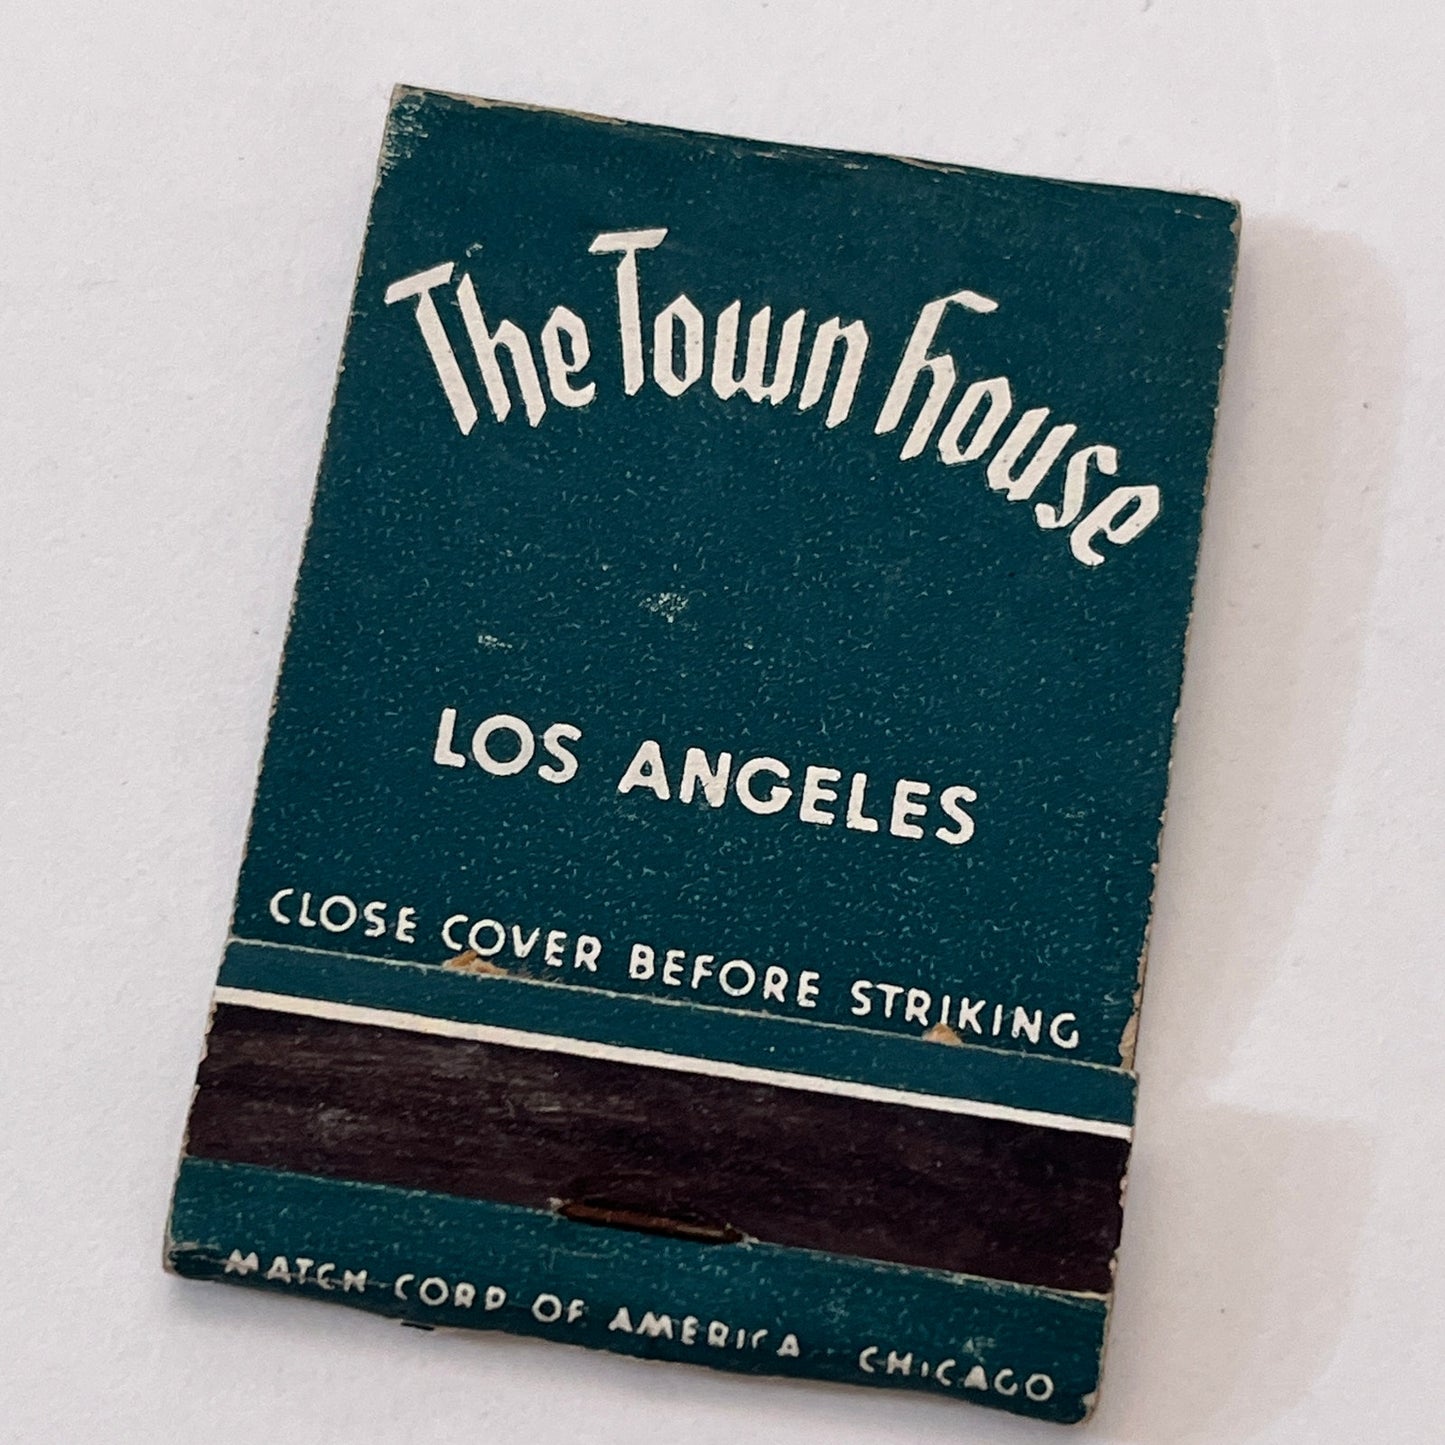 The Town House
LOS ANGELES
CLOSE COVER BEFORE STRIKING
MATCH CORP OF AMERICA CHICAGO